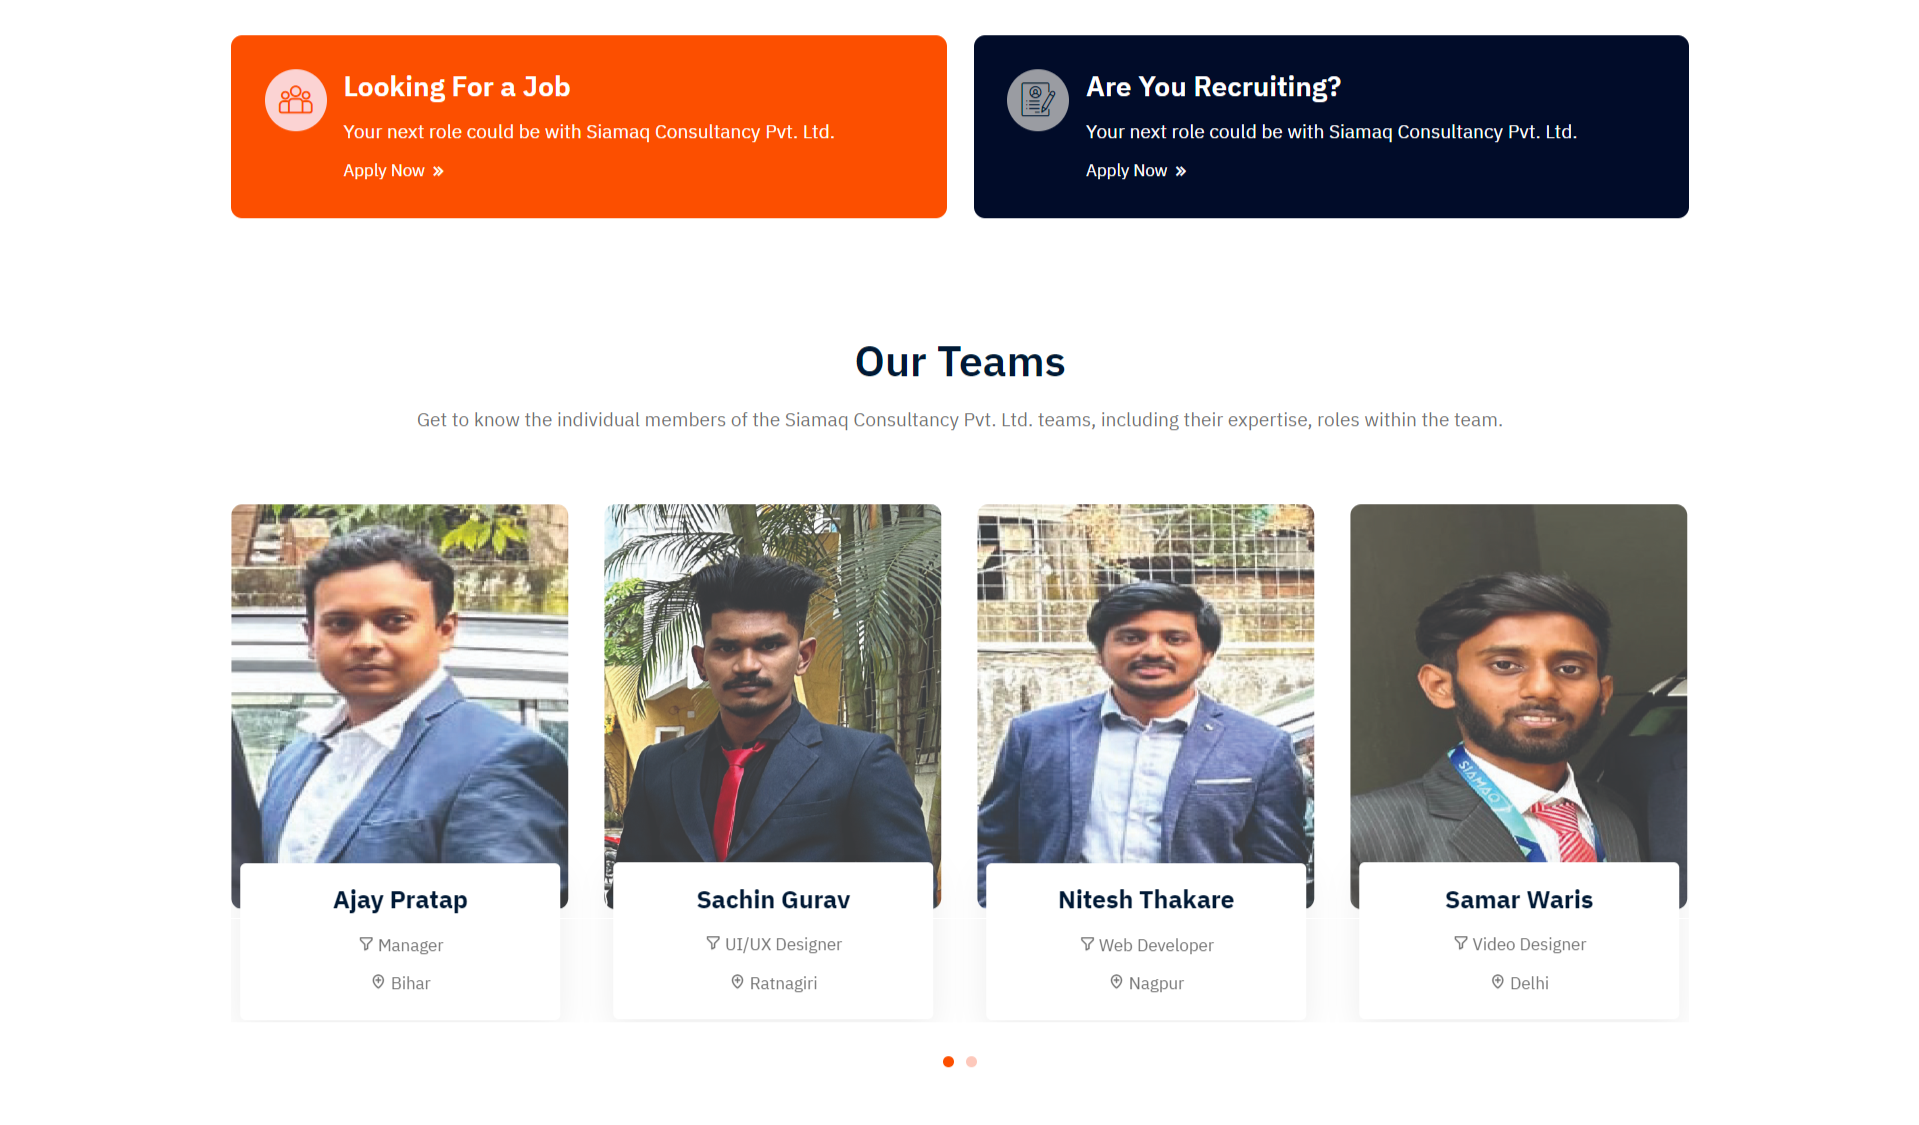 Looking For a Job
Your next role could be with Siamaq Consultancy Pvt. Ltd.
Apply Now »
Are You Recruiting?
Your next role could be with Siamaq Consultancy Pvt. Ltd.
Apply Now »
Our Teams
Get to know the individual members of the Siamaq Consultancy Pvt. Ltd. teams, including their expertise, roles within the team.
SIAMAQ
Ajay Pratap
Manager
Bihar
Sachin Gurav
UI/UX Designer
Ratnagiri
Nitesh Thakare
Web Developer
Nagpur
Samar Waris
Video Designer
Delhi